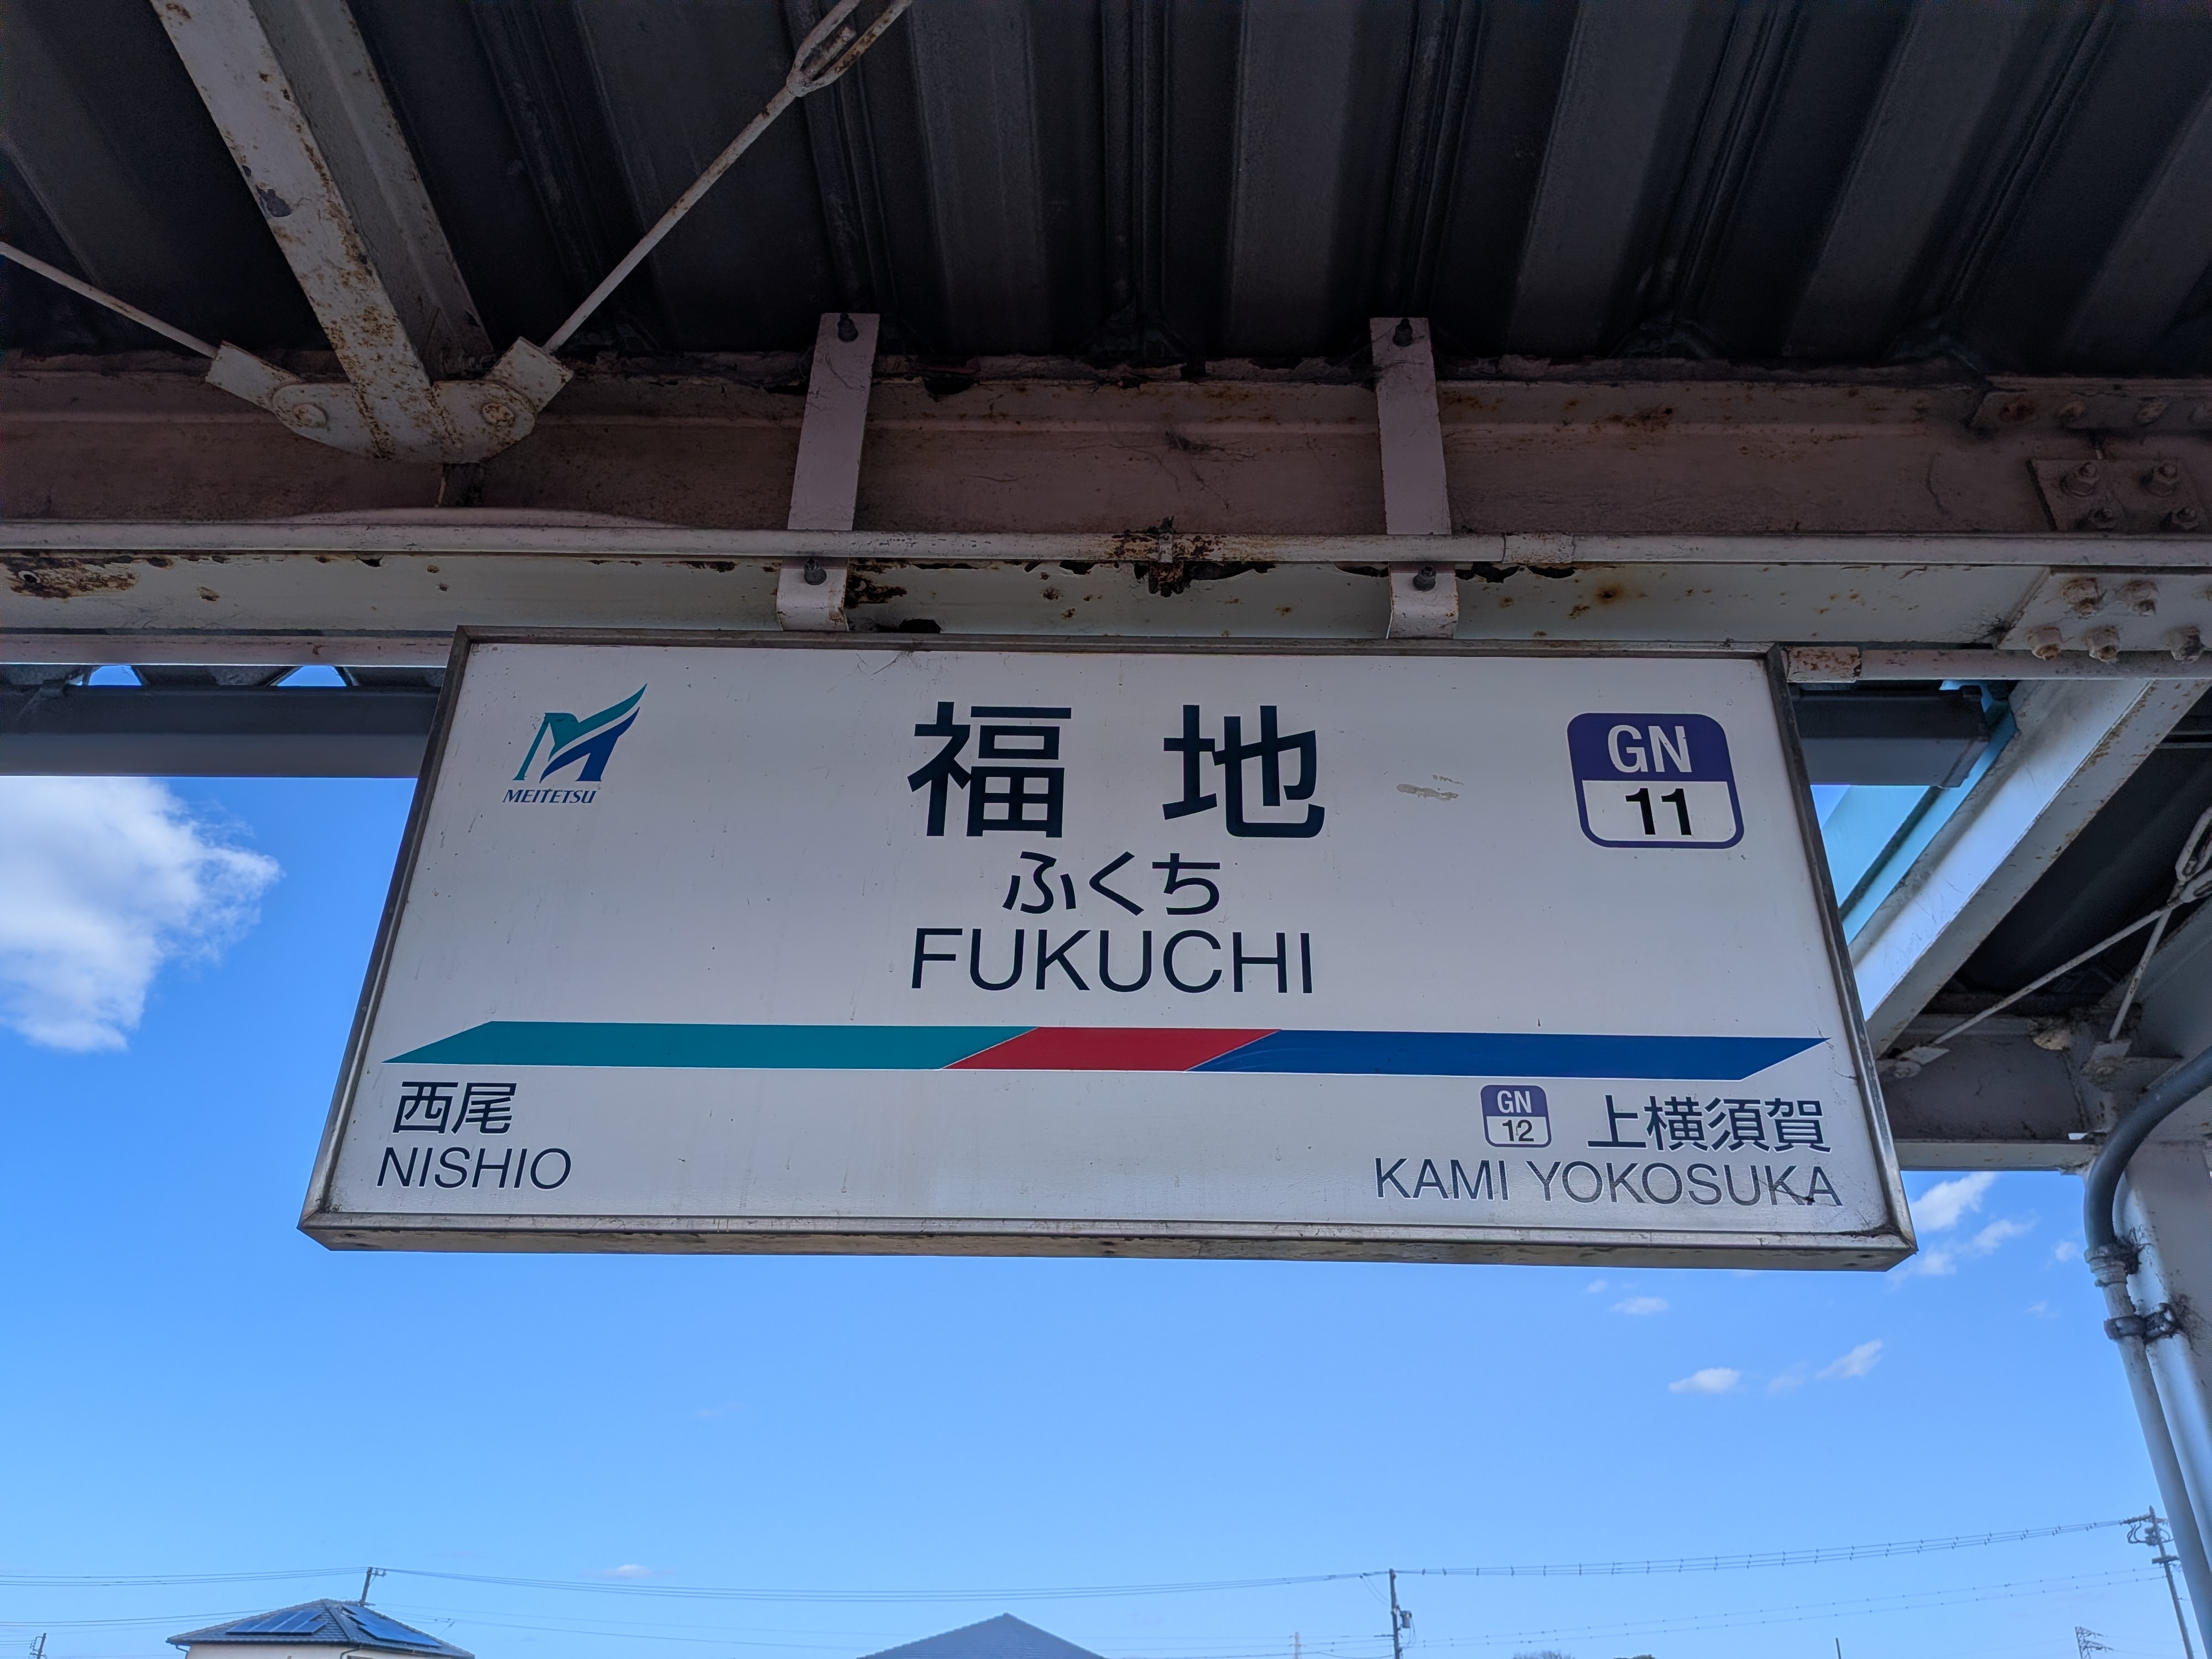 MEITETSU
福地
GN
11
ふくち
FUKUCHI
西尾
NISHIO
GN
12
上横須賀
KAMI YOKOSUKA